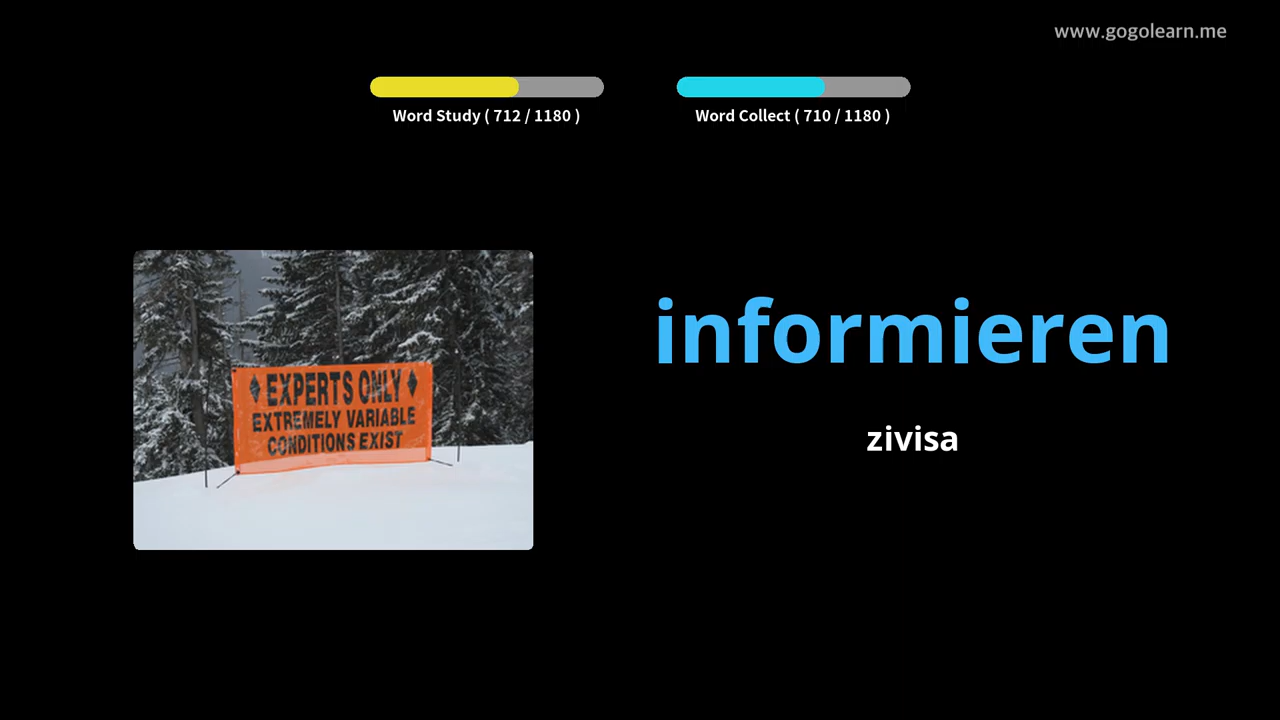 www.gogolearn.me
Word Study ( 712 / 1180 )
Word Collect ( 710 / 1180 )
EXPERTS ONLY
EXTREMELY VARIABLE
CONDITIONS EXIST
informieren
zivisa